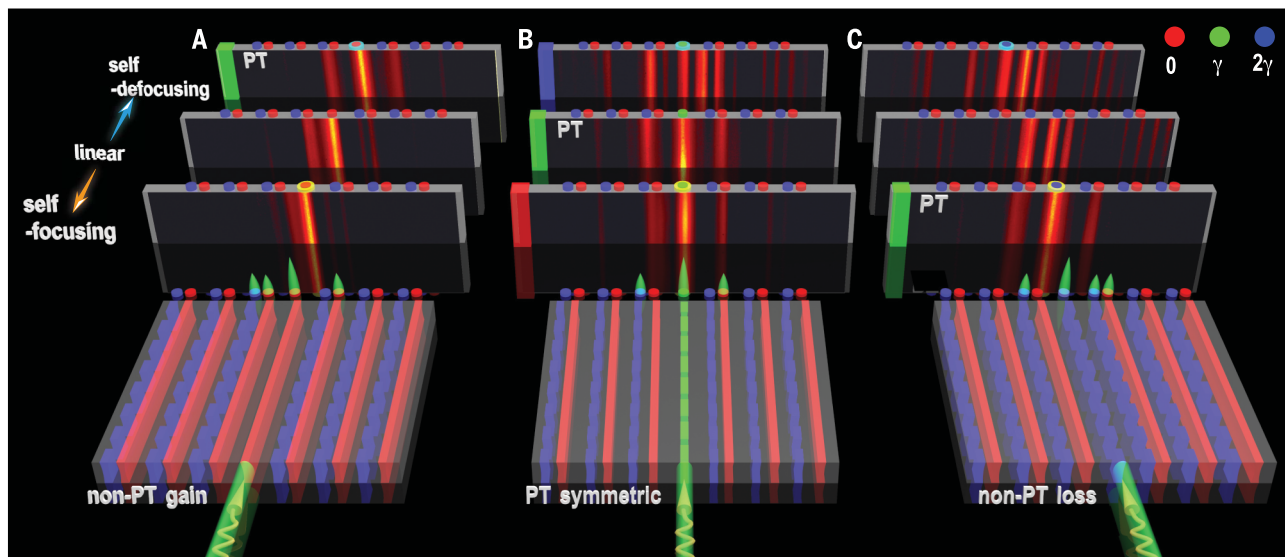 A
B
C
0 γ 2γ
self
-defocusing
linear
self
-focusing
PT
PT
PT
non-PT gain
PT symmetric
non-PT loss